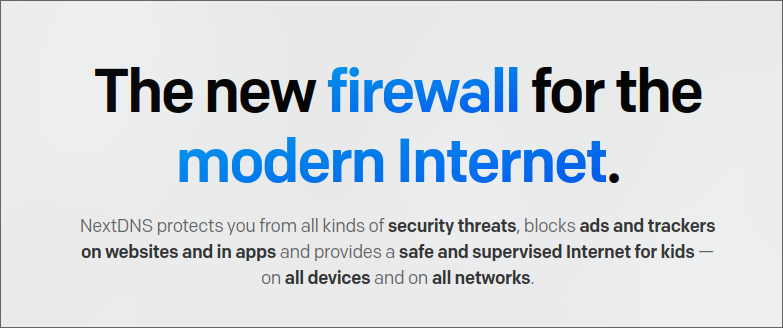 The new firewall for the
modern Internet.
NextDNS protects you from all kinds of security threats, blocks ads and trackers
on websites and in apps and provides a safe and supervised Internet for kids —
on all devices and on all networks.